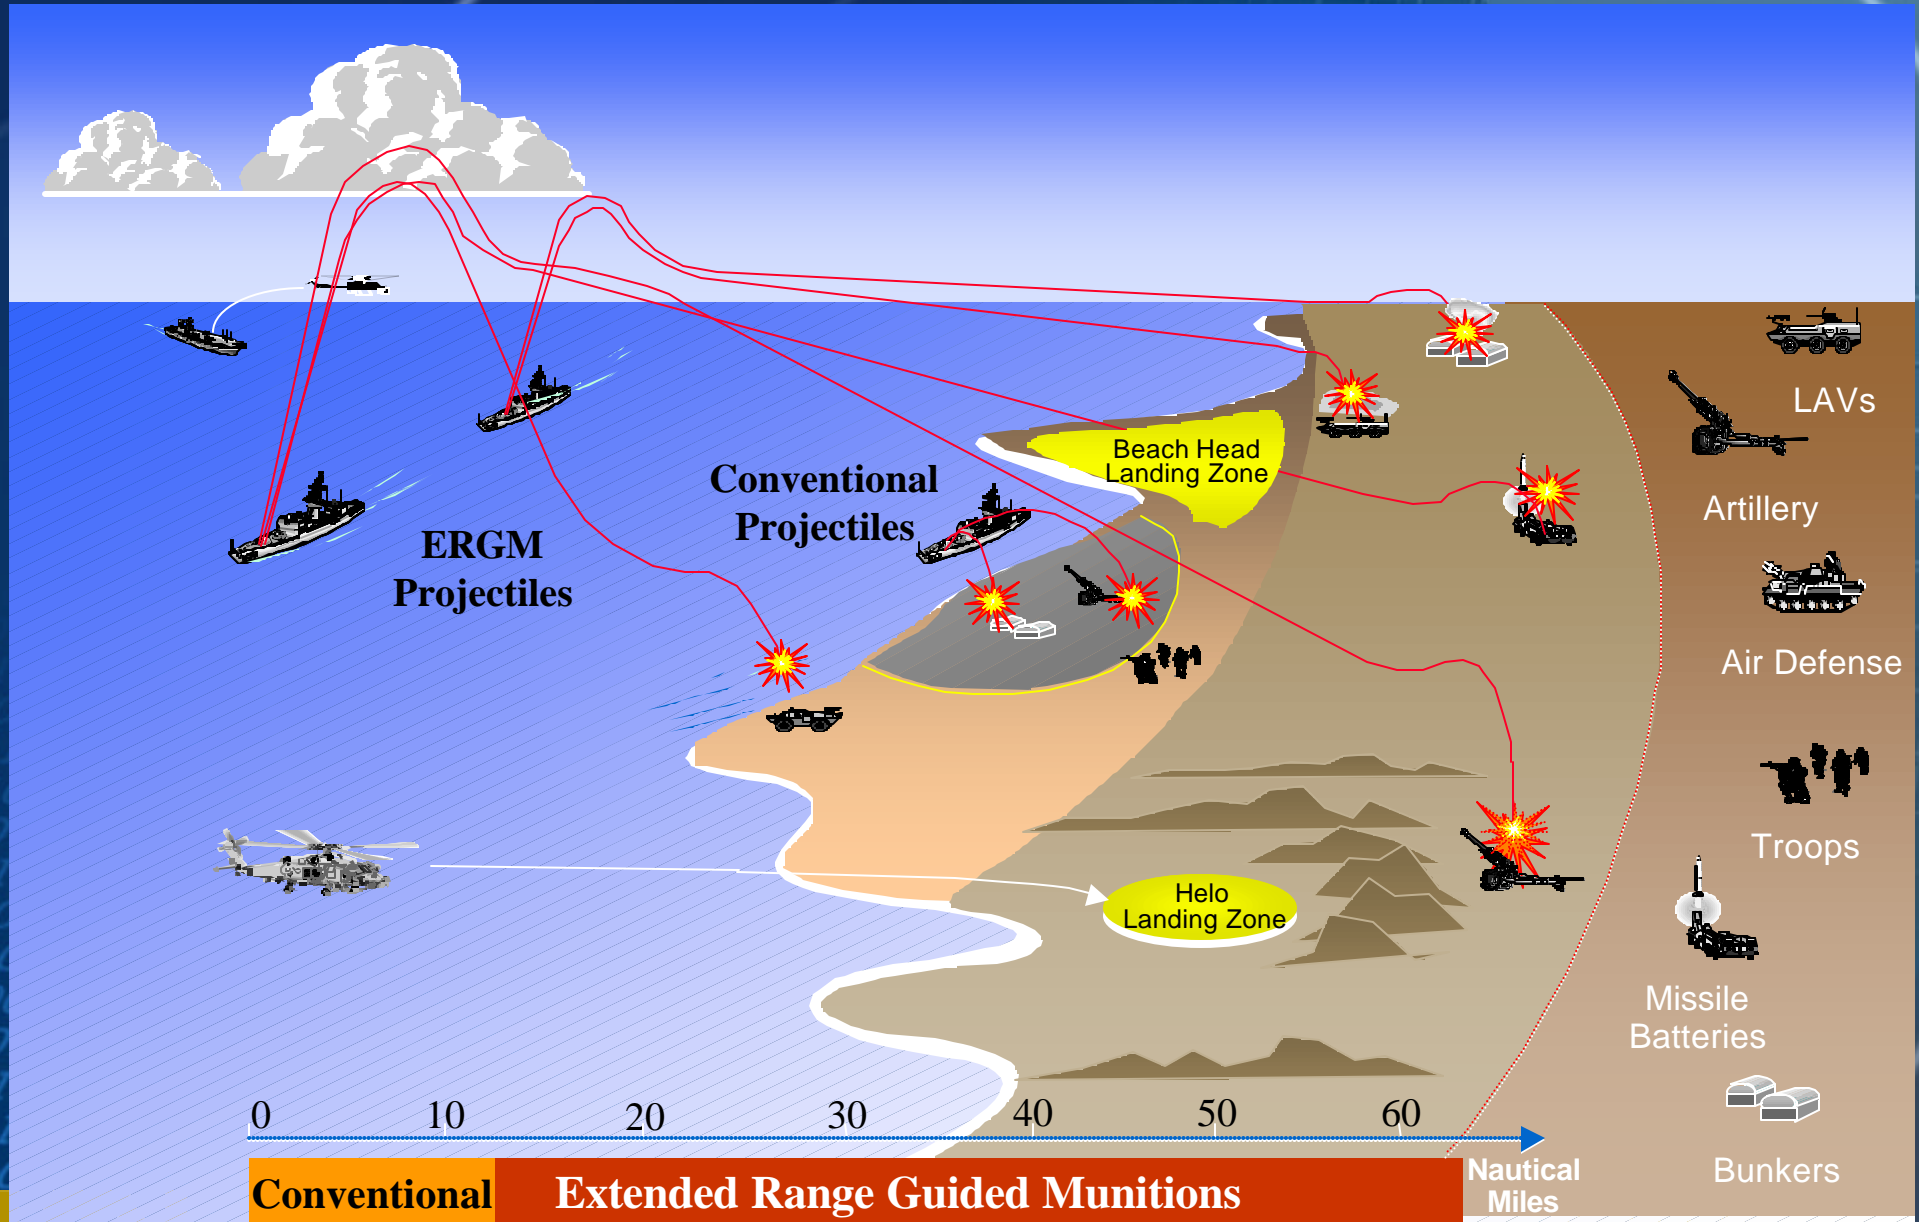 Beach Head
Landing Zone
Conventional
Projectiles
ERGM
Projectiles
Helo
Landing Zone
LAVs
Artillery
Air Defense
Troops
Missile
Batteries
Bunkers
0 10 20 30 40 50 60
Nautical
Miles
Conventional
Extended Range Guided Munitions